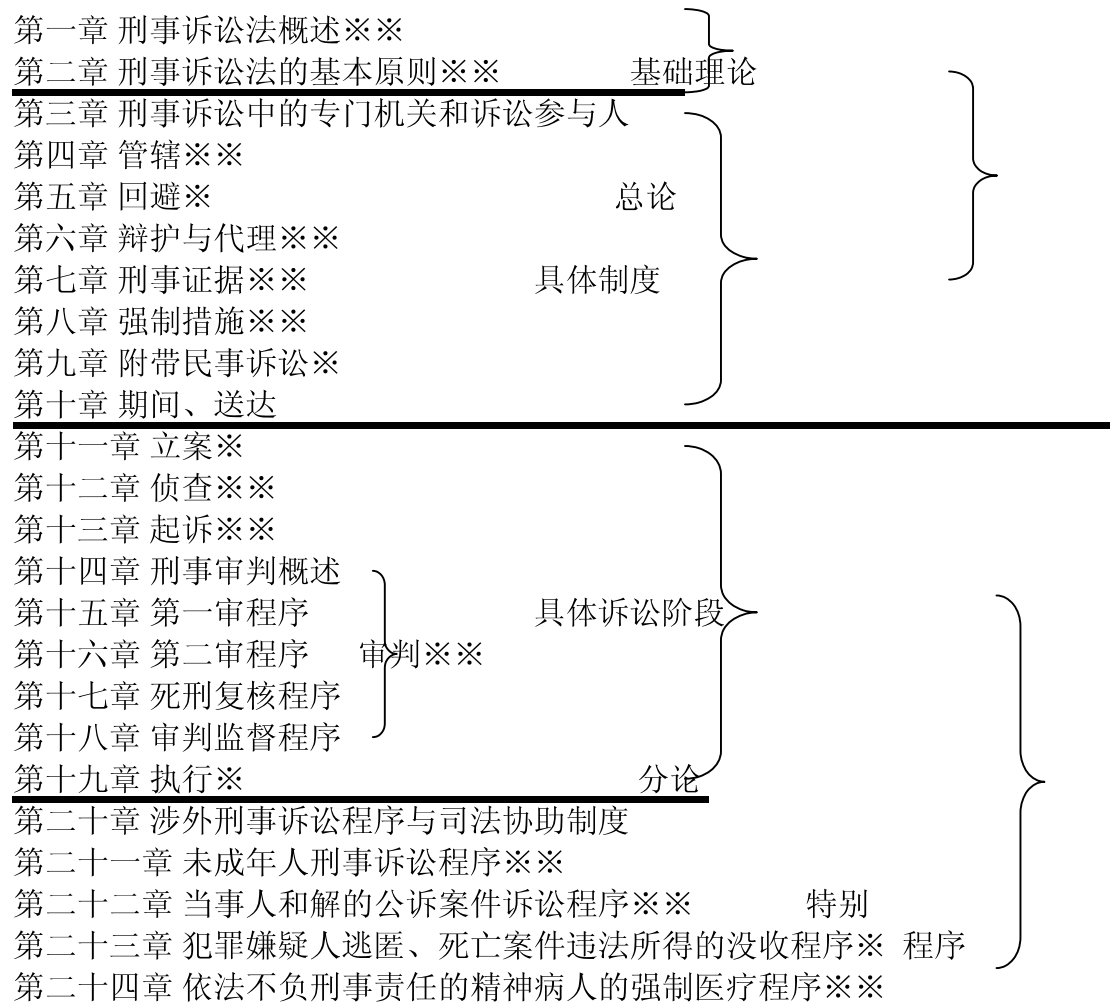 第一章 刑事诉讼法概述※※
第二章 刑事诉讼法的基本原则※※ 基础理论
第三章 刑事诉讼中的专门机关和诉讼参与人
第四章 管辖※※
第五章 回避※ 总论
第六章 辩护与代理※※
第七章 刑事证据※※ 具体制度
第八章 强制措施※※
第九章 附带民事诉讼※
第十章 期间、送达
第十一章 立案※
第十二章 侦查※※
第十三章 起诉※※
第十四章 刑事审判概述
第十五章 第一审程序 具体诉讼阶段
第十六章 第二审程序 审判※※
第十七章 死刑复核程序
第十八章 审判监督程序
第十九章 执行※ 分论
第二十章 涉外刑事诉讼程序与司法协助制度
第二十一章 未成年人刑事诉讼程序※※
第二十二章 当事人和解的公诉案件诉讼程序※※ 特别
第二十三章 犯罪嫌疑人逃匿、死亡案件违法所得的没收程序※ 程序
第二十四章 依法不负刑事责任的精神病人的强制医疗程序※※